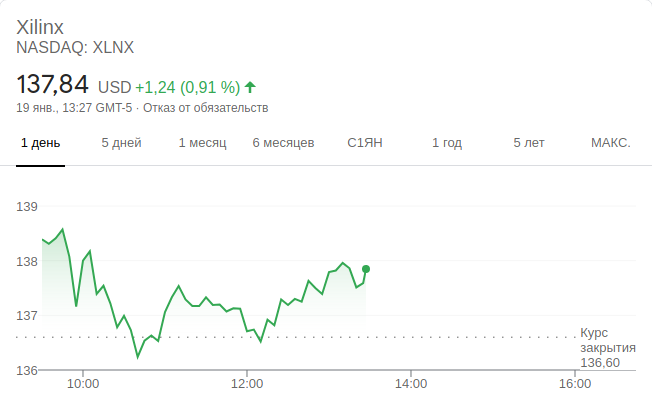 Xilinx
NASDAQ: XLNX
137,84 USD +1,24 (0,91 %)
19 янв., 13:27 GMT-5 · Отказ от обязательств
1 день 5 дней 1 месяц 6 месяцев С1ЯН 1 год 5 лет МАКС.
139
138
137
Курс
закрытия
136,60
136
10:00 12:00 14:00 16:00